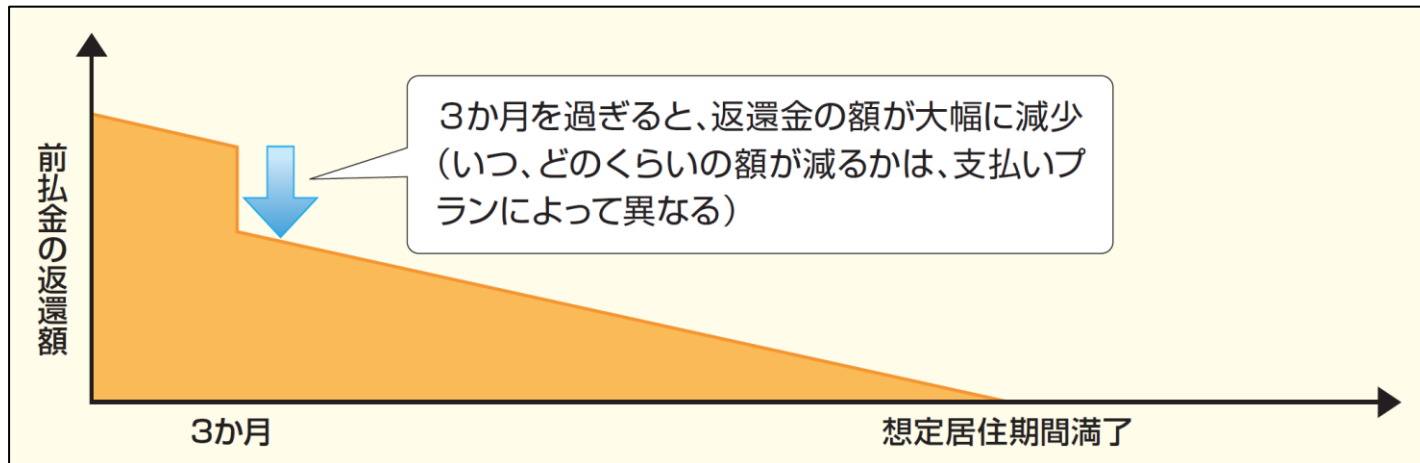 前払金の返還額
３か月を過ぎると、返還金の額が大幅に減少
（いつ、どのくらいの額が減るかは、支払いプ
ランによって異なる）
3か月
想定居住期間満了